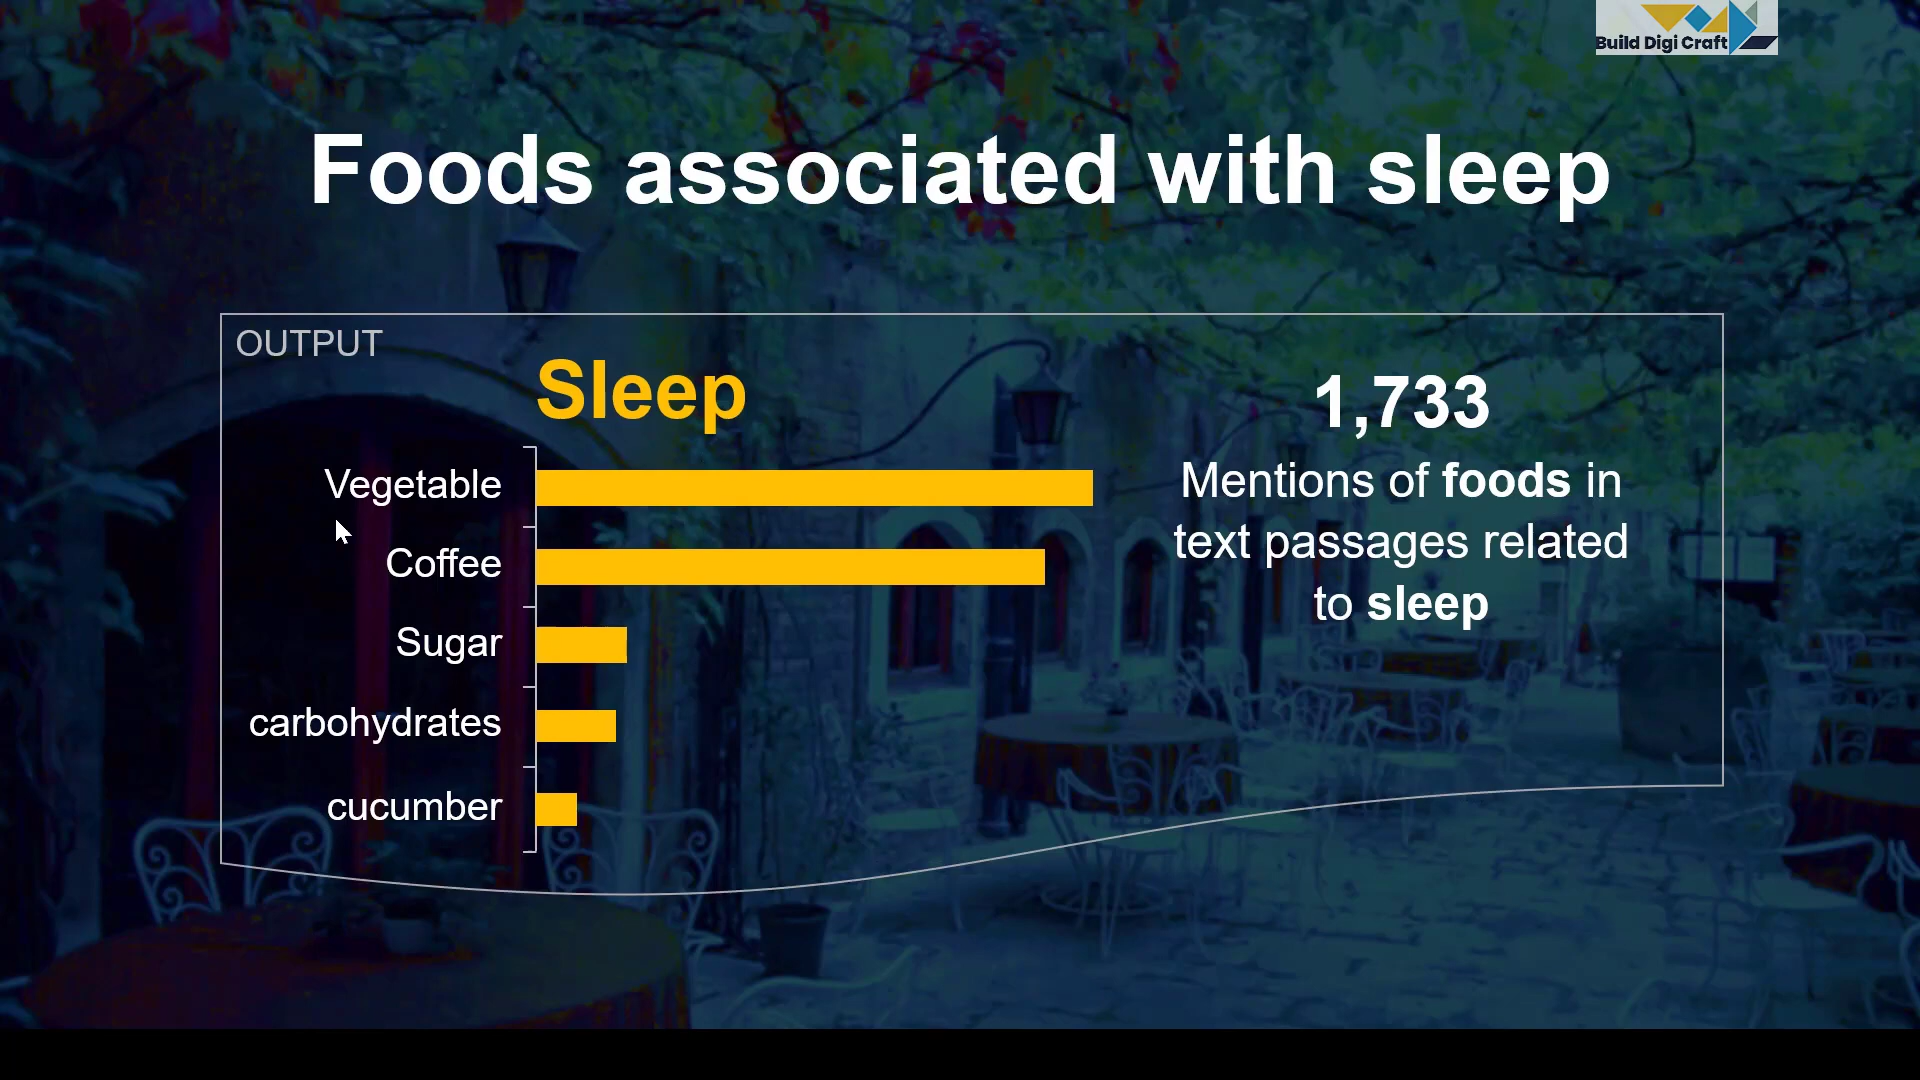 Build Digi Craft
Foods associated with sleep
OUTPUT
Sleep
Vegetable
Coffee
Sugar
carbohydrates
cucumber
1,733
Mentions of foods in
text passages related
to sleep